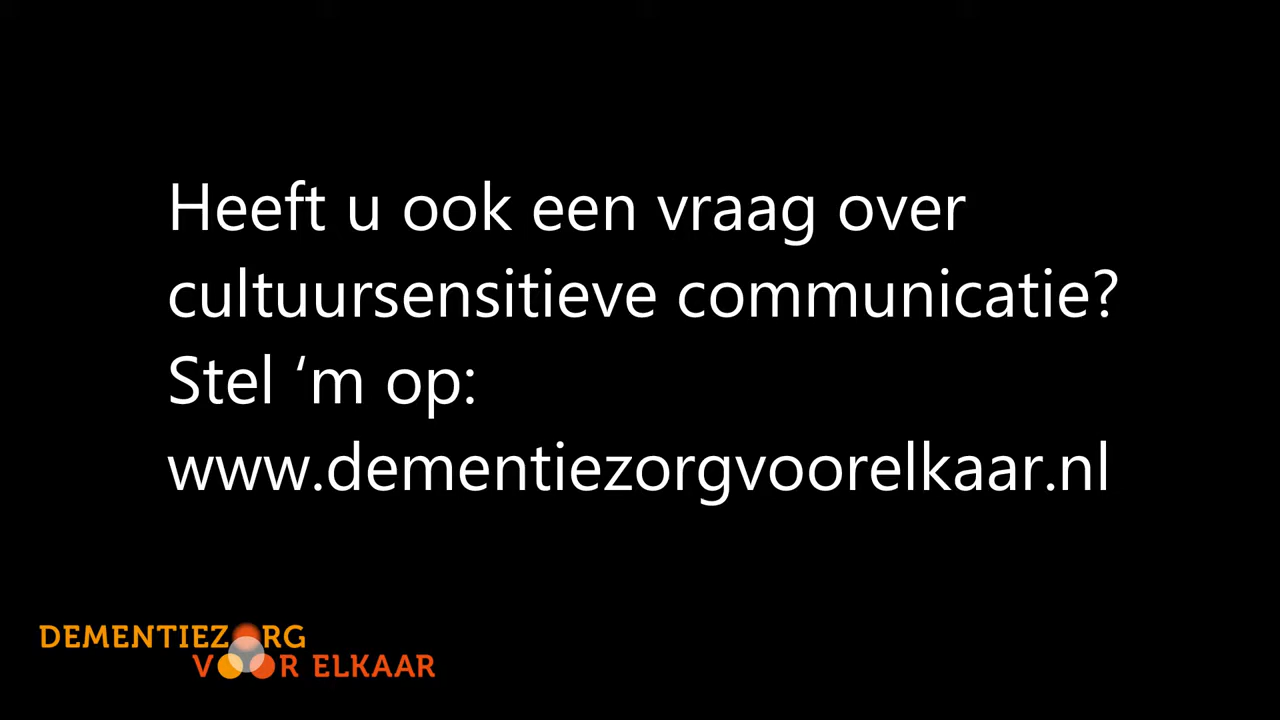 Heeft u ook een vraag over
cultuursensitieve communicatie?
Stel ‘m op:
www.dementiezorgvoorelkaar.nl
DEMENTIEZORG
VOOR ELKAAR